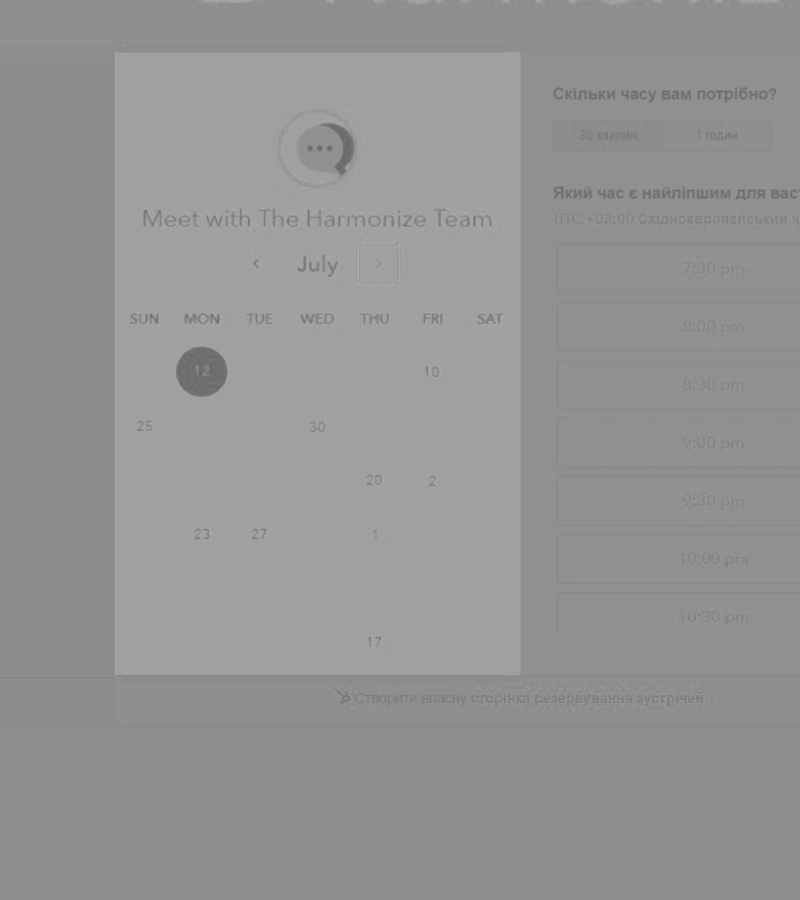 Meet with The Harmonize Team
July
SUN MON TUE WED THU FRI SAT
12 10
25 30
20 2
23 27 1
17
Скільки часу вам потрібно?
30 хвилин 1 годин
Який час є найліпшим для вас
UTC +03:00 Східноєвропейський ч
7:30 pm
8:00 pm
8:30 pm
9:00 pm
9:30 pm
10:00 pm
10:30 pm
Створити власну сторінка резервування зустрічей